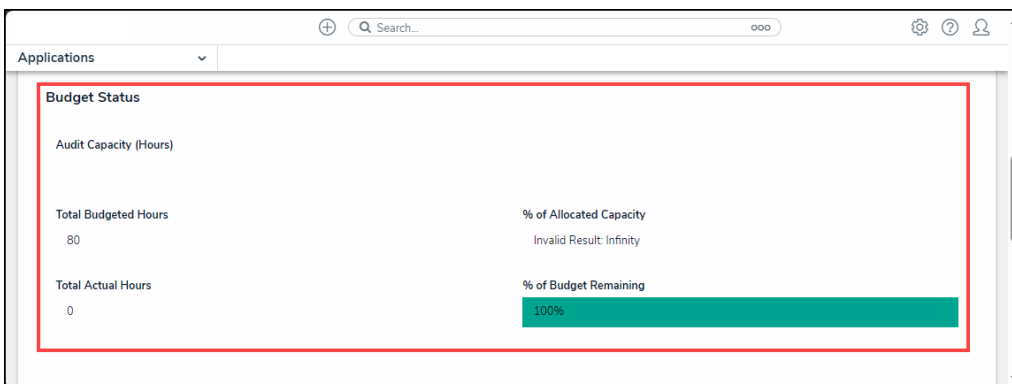 Search...
Applications
Budget Status
Audit Capacity (Hours)
Total Budgeted Hours
% of Allocated Capacity
80
Invalid Result: Infinity
Total Actual Hours
% of Budget Remaining
0
100%